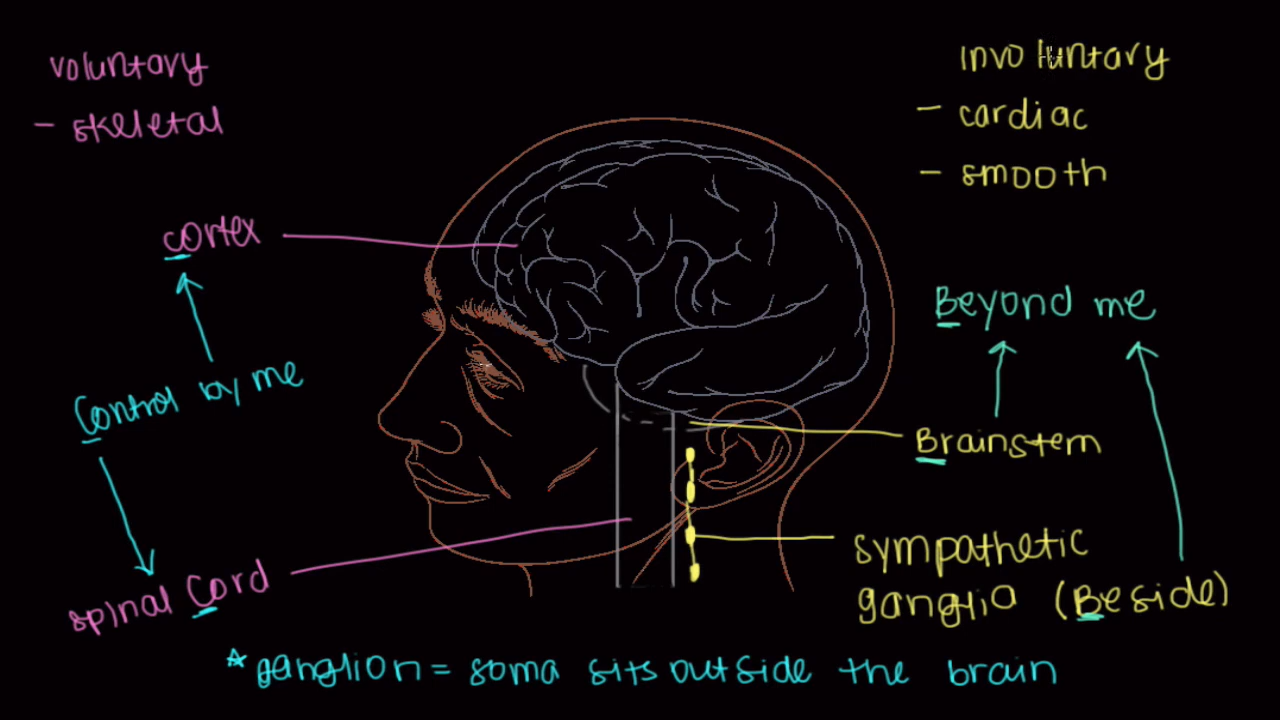 voluntary
- skeletal
cortex
Control by me
spinal Cord
involuntary
- cardiac
- smooth
Beyond me
Brainstem
sympathetic
ganglia (Beside)
*ganglion = soma sits outside the brain